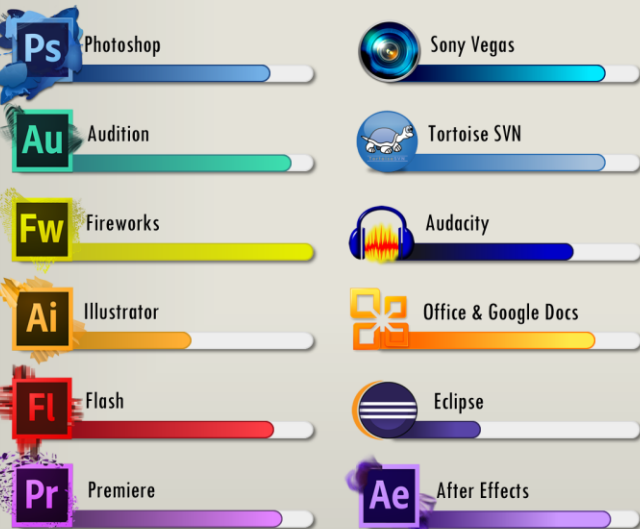 Ps Photoshop
Sony Vegas
Au Audition
Tortoise SVN
Fw Fireworks
Audacity
Ai Illustrator
Office & Google Docs
Fl Flash
Eclipse
Pr Premiere
Ae After Effects